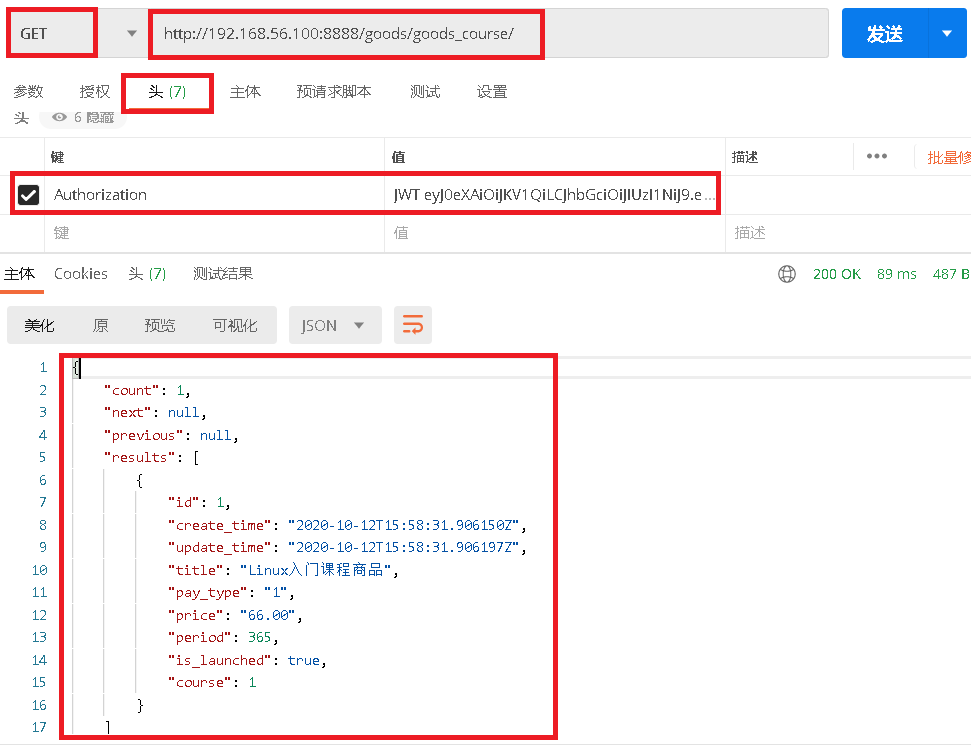 GET http://192.168.56.100:8888/goods/goods_course/ 发送
参数 授权 头 (7) 主体 预请求脚本 测试 设置
头 6 隐藏
键 值 描述 ••• 批量修
Authorization JWT eyJ0eXAiOiJKV1QiLCJhbGciOiJIUzI1NiJ9.e ...
键 值 描述
主体 Cookies 头 (7) 测试结果 200 OK 89 ms 487 B
美化 原 预览 可视化 JSON
1 {
2 "count": 1,
3 "next": null,
4 "previous": null,
5 "results": [
6 {
7 "id": 1,
8 "create_time": "2020-10-12T15:58:31.906150Z",
9 "update_time": "2020-10-12T15:58:31.906197Z",
10 "title": "Linux入门课程商品",
11 "pay_type": "1",
12 "price": "66.00",
13 "period": 365,
14 "is_launched": true,
15 "course": 1
16 }
17 ]